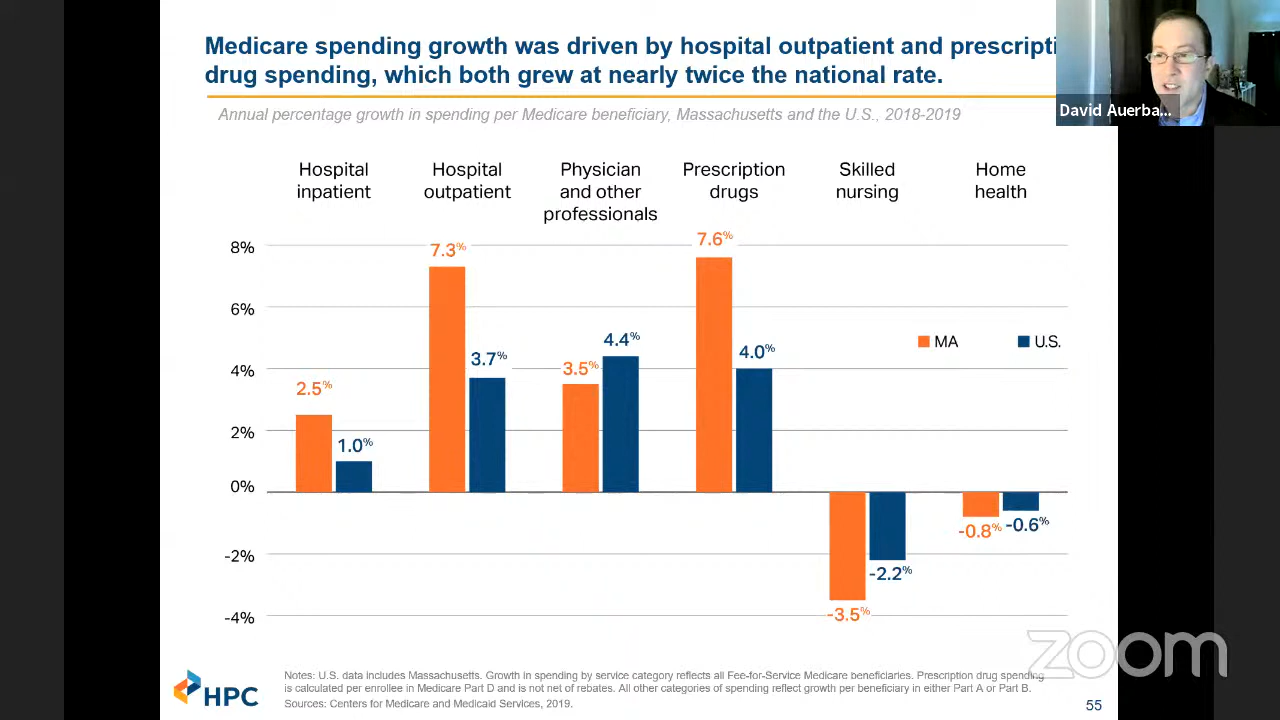 Medicare spending growth was driven by hospital outpatient and prescripti
drug spending, which both grew at nearly twice the national rate.
David Auerba...
Annual percentage growth in spending per Medicare beneficiary, Massachusetts and the U.S., 2018-2019
Hospital inpatient
Hospital outpatient
Physician and other professionals
Prescription drugs
Skilled nursing
Home health
8%
6%
4%
2%
0%
-2%
-4%
2.5%
1.0%
7.3%
3.7%
3.5%
4.4%
7.6%
4.0%
-3.5%
-2.2%
-0.8%
-0.6%
MA
U.S.
zoom
HPC
Notes: U.S. data includes Massachusetts. Growth in spending by service category reflects all Fee-for-Service Medicare beneficiaries. Prescription drug spending
is calculated per enrollee in Medicare Part D and is not net of rebates. All other categories of spending reflect growth per beneficiary in either Part A or Part B.
Sources: Centers for Medicare and Medicaid Services, 2019.
55